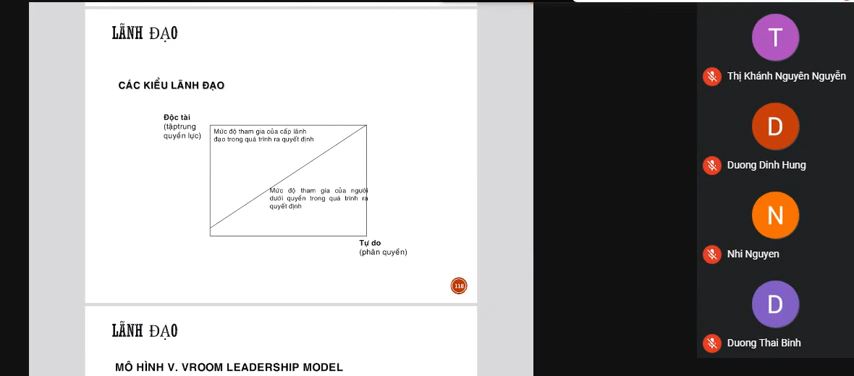 LÃNH ĐẠO
CÁC KIỂU LÃNH ĐẠO
Độc tài
(tậptrung
quyền lực)
Mức độ tham gia của cấp lãnh
đạo trong quá trình ra quyết định
Mức độ tham gia của người
dưới quyền trong quá trình ra
quyết định
Tự do
(phân quyền)
118
LÃNH ĐẠO
MÔ HÌNH V. VROOM LEADERSHIP MODEL
T
Thị Khánh Nguyên Nguyễn
D
Duong Dinh Hung
N
Nhi Nguyen
D
Duong Thai Binh